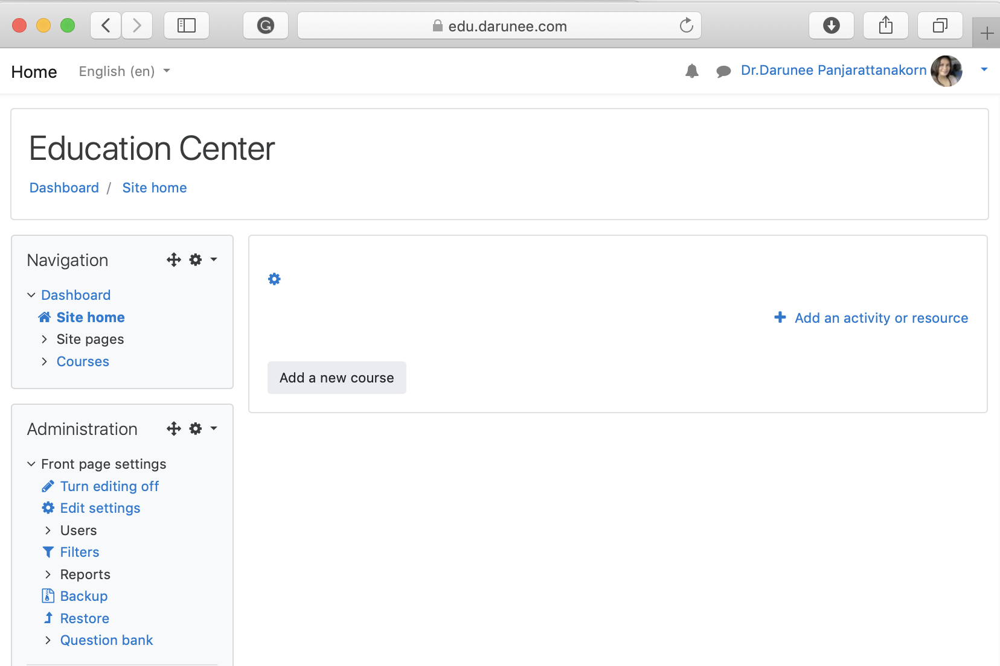 edu.darunee.com
Home English (en) Dr.Darunee Panjarattanakorn
Education Center
Dashboard / Site home
Navigation
Dashboard
Site home
Site pages
Courses
Add an activity or resource
Add a new course
Administration
Front page settings
Turn editing off
Edit settings
Users
Filters
Reports
Backup
Restore
Question bank